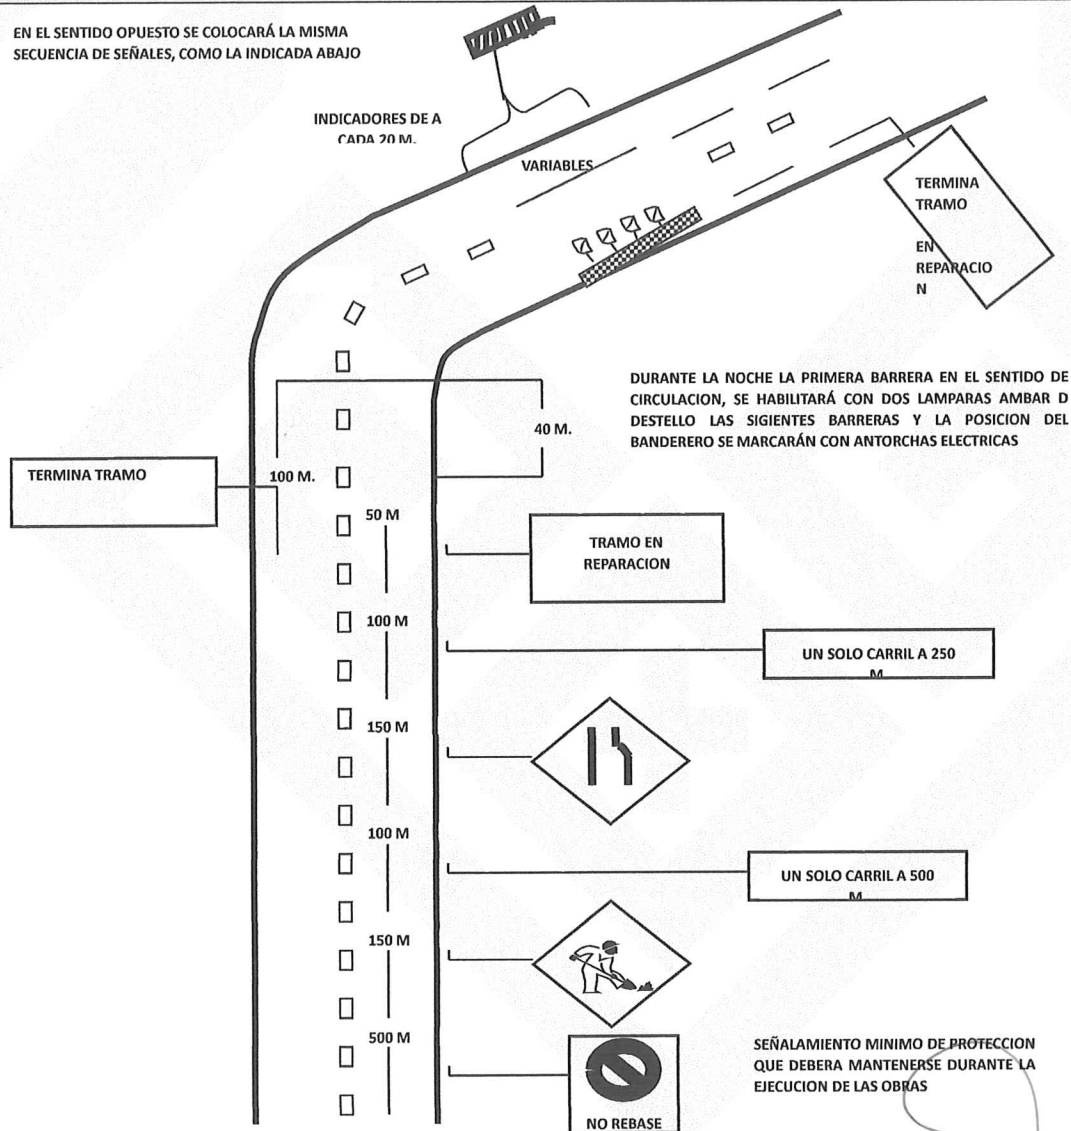 EN EL SENTIDO OPUESTO SE COLOCARÁ LA MISMA
SECUENCIA DE SEÑALES, COMO LA INDICADA ABAJO
INDICADORES DE A
CADA 20 M.
VARIABLES
TERMINA
TRAMO
EN
REPARACIO
N
DURANTE LA NOCHE LA PRIMERA BARRERA EN EL SENTIDO DE
CIRCULACION, SE HABILITARÁ CON DOS LAMPARAS AMBAR D
DESTELLO LAS SIGIENTES BARRERAS Y LA POSICION DEL
BANDERERO SE MARCARÁN CON ANTORCHAS ELECTRICAS
40 M.
TERMINA TRAMO
100 M.
50 M
TRAMO EN
REPARACION
100 M
UN SOLO CARRIL A 250
M
150 M
100 M
UN SOLO CARRIL A 500
M
150 M
500 M
SEÑALAMIENTO MINIMO DE PROTECCION
QUE DEBERA MANTENERSE DURANTE LA
EJECUCION DE LAS OBRAS
NO REBASE